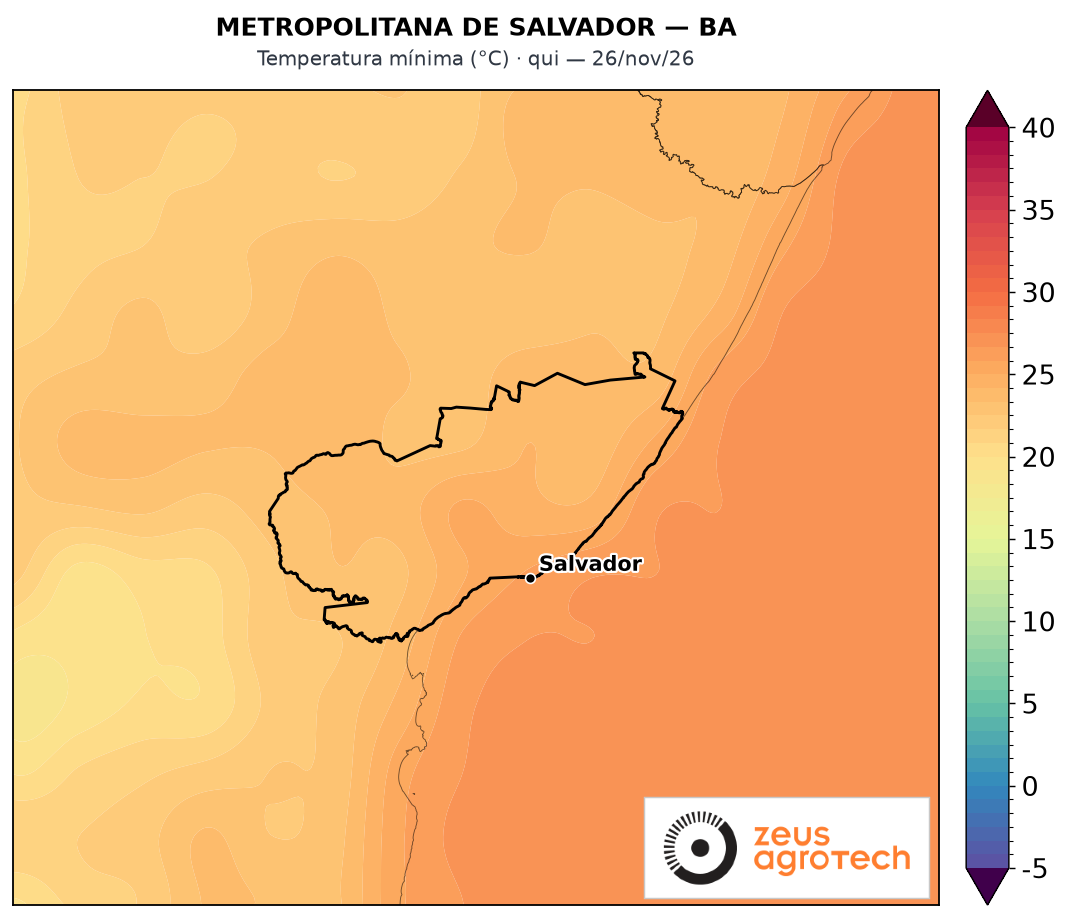 METROPOLITANA DE SALVADOR — BA
Temperatura mínima (°C) · qui — 26/nov/26
40
35
30
25
20
15
10
5
0
-5
Salvador
zeus
agrotech